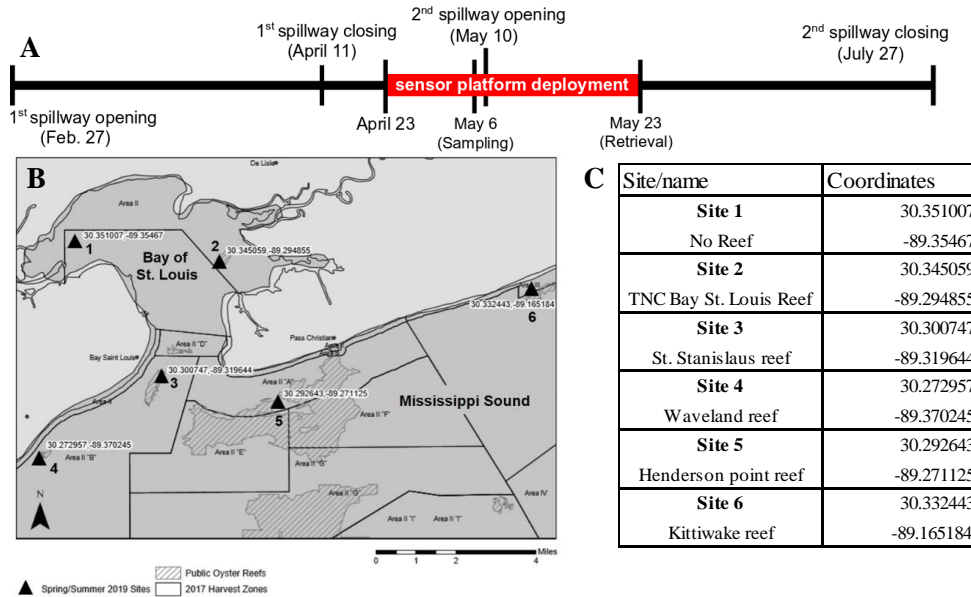 A
1st spillway opening
(Feb. 27)
1st spillway closing
(April 11)
April 23
sensor platform deployment
May 6
(Sampling)
2nd spillway opening
(May 10)
May 23
(Retrieval)
2nd spillway closing
(July 27)
B
De Lisle
Area II
30.351007,-89.35467
1
2
30.345059,-89.294855
Bay of
St. Louis
30.332443,-89.165184
6
Pass Christian
Bay Saint Louis
Area II "D"
30.300747,-89.319644
3
Area II "A"
30.292643,-89.271125
5
Mississippi Sound
Area II "F"
30.272957,-89.370245
4
Area II "B"
Area II "E"
Area II "G"
Area II "G"
Area II "I"
Area II "I"
Area IV
N
0 1 2 4
Miles
Spring/Summer 2019 Sites
Public Oyster Reefs
2017 Harvest Zones
C
Site/name Coordinates
Site 1 30.351007
No Reef -89.35467
Site 2 30.345059
TNC Bay St. Louis Reef -89.294855
Site 3 30.300747
St. Stanislaus reef -89.319644
Site 4 30.272957
Waveland reef -89.370245
Site 5 30.292643
Henderson point reef -89.271125
Site 6 30.332443
Kittiwake reef -89.165184